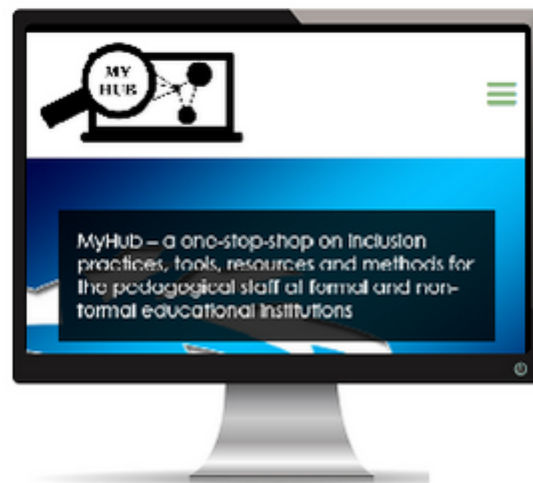 MY
HUB
MyHub – a one-stop-shop on inclusion
practices, tools, resources and methods for
the pedagogical staff at formal and non-
formal educational institutions